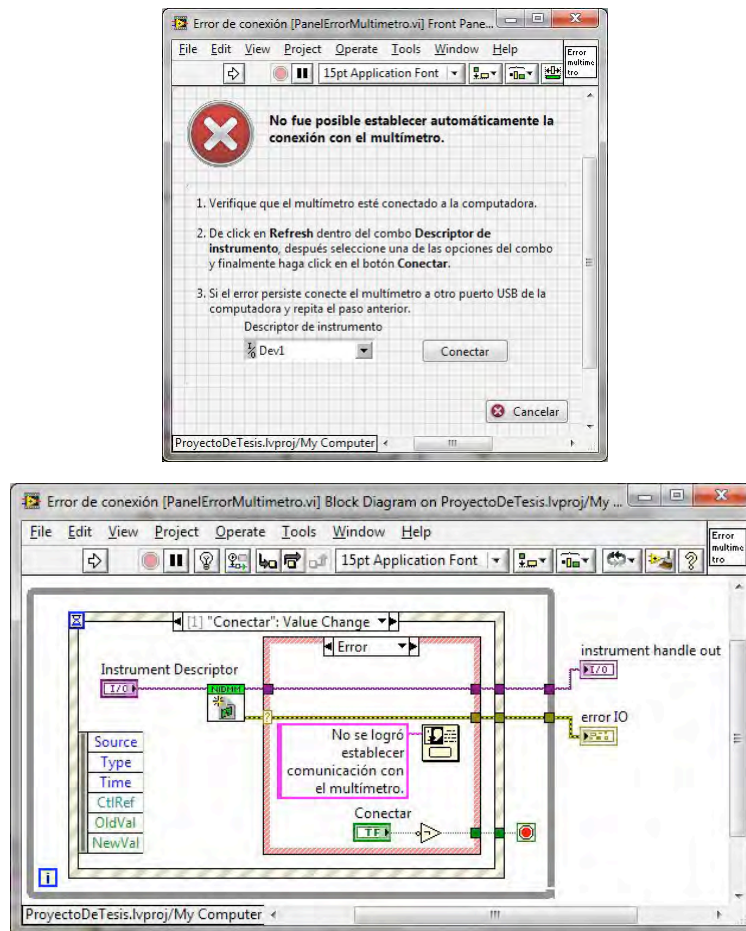 Error de conexión [PanelErrorMultimetro.vi] Front Pane...
File Edit View Project Operate Tools Window Help
15pt Application Font
Error
multime
tro
No fue posible establecer automáticamente la
conexión con el multímetro.
1. Verifique que el multímetro esté conectado a la computadora.
2. De click en Refresh dentro del combo Descriptor de
instrumento, después seleccione una de las opciones del combo
y finalmente haga click en el botón Conectar.
3. Si el error persiste conecte el multímetro a otro puerto USB de la
computadora y repita el paso anterior.
Descriptor de instrumento
I/O Dev1
Conectar
Cancelar
ProyectoDeTesis.lvproj/My Computer
Error de conexión [PanelErrorMultimetro.vi] Block Diagram on ProyectoDeTesis.lvproj/My ...
File Edit View Project Operate Tools Window Help
15pt Application Font
Error
multime
tro
[1] "Conectar": Value Change
Error
instrument handle out
I/O
Instrument Descriptor
I/O
NIDMM
error IO
No se logró
establecer
comunicación con
el multímetro.
Source
Type
Time
CtlRef
OldVal
NewVal
Conectar
TF
i
ProyectoDeTesis.lvproj/My Computer